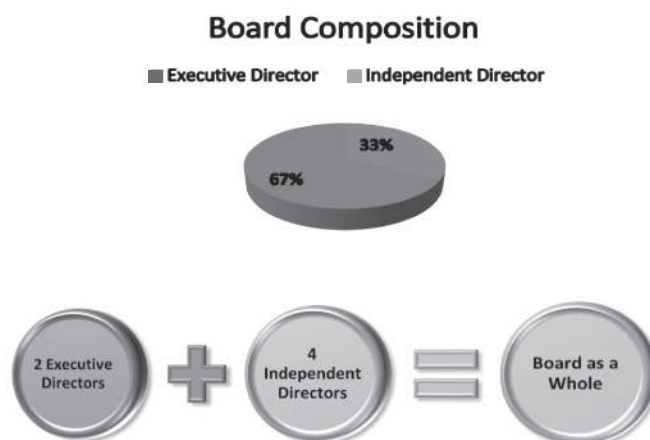 Board Composition
Executive Director Independent Director
33%
67%
2 Executive
Directors
4
Independent
Directors
Board as a
Whole